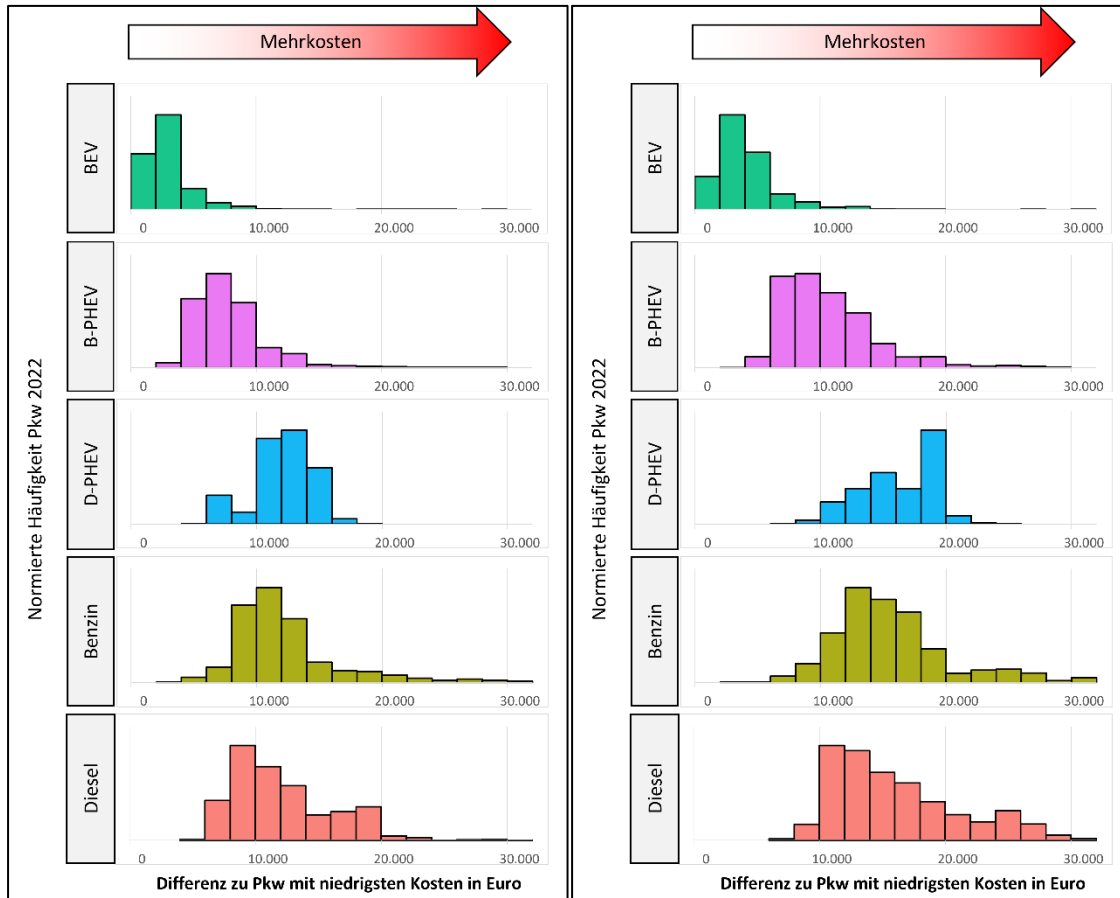 Mehrkosten
Normierte Häufigkeit Pkw 2022
BEV
0 10.000 20.000 30.000
B-PHEV
0 10.000 20.000 30.000
D-PHEV
0 10.000 20.000 30.000
Benzin
0 10.000 20.000 30.000
Diesel
0 10.000 20.000 30.000
Differenz zu Pkw mit niedrigsten Kosten in Euro
Mehrkosten
Normierte Häufigkeit Pkw 2022
BEV
0 10.000 20.000 30.000
B-PHEV
0 10.000 20.000 30.000
D-PHEV
0 10.000 20.000 30.000
Benzin
0 10.000 20.000 30.000
Diesel
0 10.000 20.000 30.000
Differenz zu Pkw mit niedrigsten Kosten in Euro